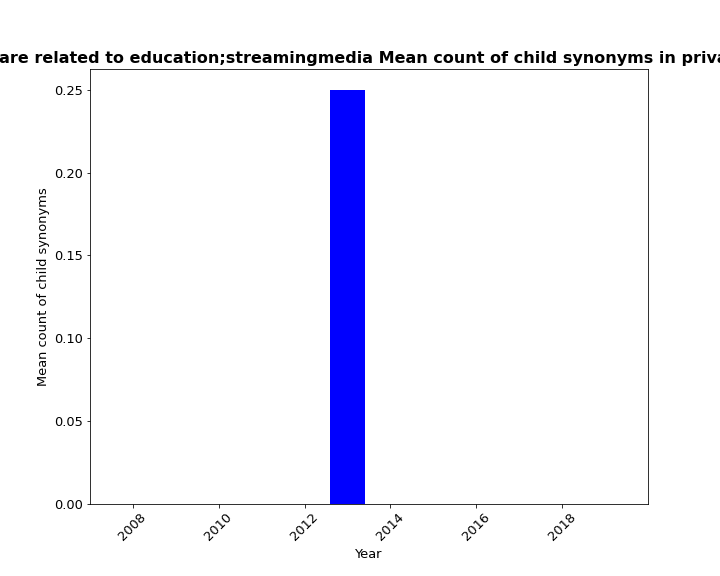 are related to education;streamingmedia Mean count of child synonyms in priva
0.25
0.20
0.15
0.10
0.05
0.00
Mean count of child synonyms
2008 2010 2012 2014 2016 2018
Year